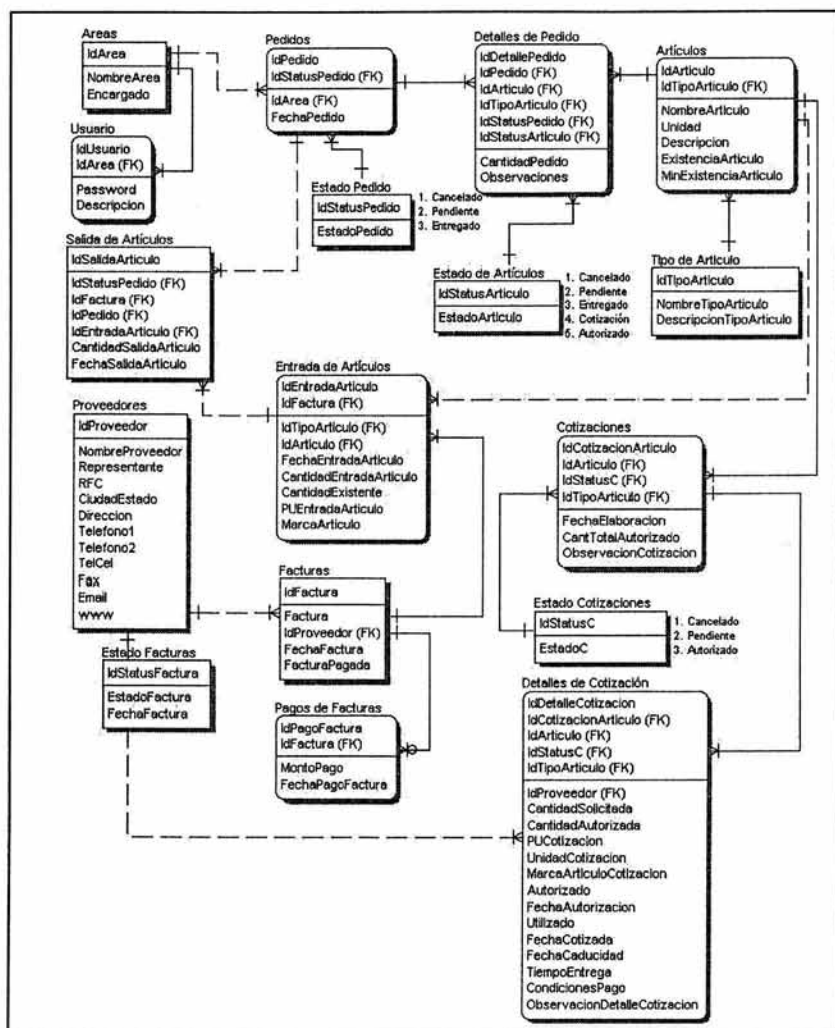 Areas
IdArea
NombreArea
Encargado
Usuario
IdUsuario
IdArea (FK)
Password
Descripcion
Pedidos
IdPedido
IdStatusPedido (FK)
IdArea (FK)
FechaPedido
Estado Pedido
IdStatusPedido
EstadoPedido
1. Cancelado
2. Pendiente
3. Entregado
Detalles de Pedido
IdDetallePedido
IdPedido (FK)
IdArticulo (FK)
IdTipoArticulo (FK)
IdStatusPedido (FK)
IdStatusArticulo (FK)
CantidadPedido
Observaciones
Artículos
IdArticulo
IdTipoArticulo (FK)
NombreArticulo
Unidad
Descripcion
ExistenciaArticulo
MinExistenciaArticulo
Estado de Artículos
IdStatusArticulo
EstadoArticulo
1. Cancelado
2. Pendiente
3. Entregado
4. Cotización
5. Autorizado
Tipo de Articulo
IdTipoArticulo
NombreTipoArticulo
DescripcionTipoArticulo
Salida de Artículos
IdSalidaArticulo
IdStatusPedido (FK)
IdFactura (FK)
IdPedido (FK)
IdEntradaArticulo (FK)
CantidadSalidaArticulo
FechaSalidaArticulo
Entrada de Artículos
IdEntradaArticulo
IdFactura (FK)
IdTipoArticulo (FK)
IdArticulo (FK)
FechaEntradaArticulo
CantidadEntradaArticulo
CantidadExistente
PUEntradaArticulo
MarcaArticulo
Proveedores
IdProveedor
NombreProveedor
Representante
RFC
CiudadEstado
Direccion
Telefono1
Telefono2
TelCel
Fax
Email
www
Cotizaciones
IdCotizacionArticulo
IdArticulo (FK)
IdStatusC (FK)
IdTipoArticulo (FK)
FechaElaboracion
CantTotalAutorizado
ObservacionCotizacion
Facturas
IdFactura
Factura
IdProveedor (FK)
FechaFactura
FacturaPagada
Estado Cotizaciones
IdStatusC
EstadoC
1. Cancelado
2. Pendiente
3. Autorizado
Estado Facturas
IdStatusFactura
EstadoFactura
FechaFactura
Pagos de Facturas
IdPagoFactura
IdFactura (FK)
MontoPago
FechaPagoFactura
Detalles de Cotización
IdDetalleCotizacion
IdCotizacionArticulo (FK)
IdArticulo (FK)
IdStatusC (FK)
IdTipoArticulo (FK)
IdProveedor (FK)
CantidadSolicitada
CantidadAutorizada
PUCotizacion
UnidadCotizacion
MarcaArticuloCotizacion
Autorizado
FechaAutorizacion
Utilizado
FechaCotizada
FechaCaducidad
TiempoEntrega
CondicionesPago
ObservacionDetalleCotizacion